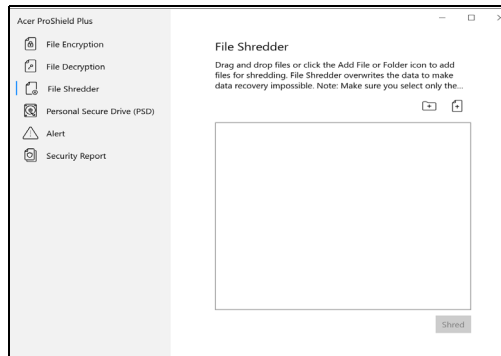 Acer ProShield Plus
File Encryption
File Decryption
File Shredder
Personal Secure Drive (PSD)
Alert
Security Report
File Shredder
Drag and drop files or click the Add File or Folder icon to add
files for shredding. File Shredder overwrites the data to make
data recovery impossible. Note: Make sure you select only the...
Shred